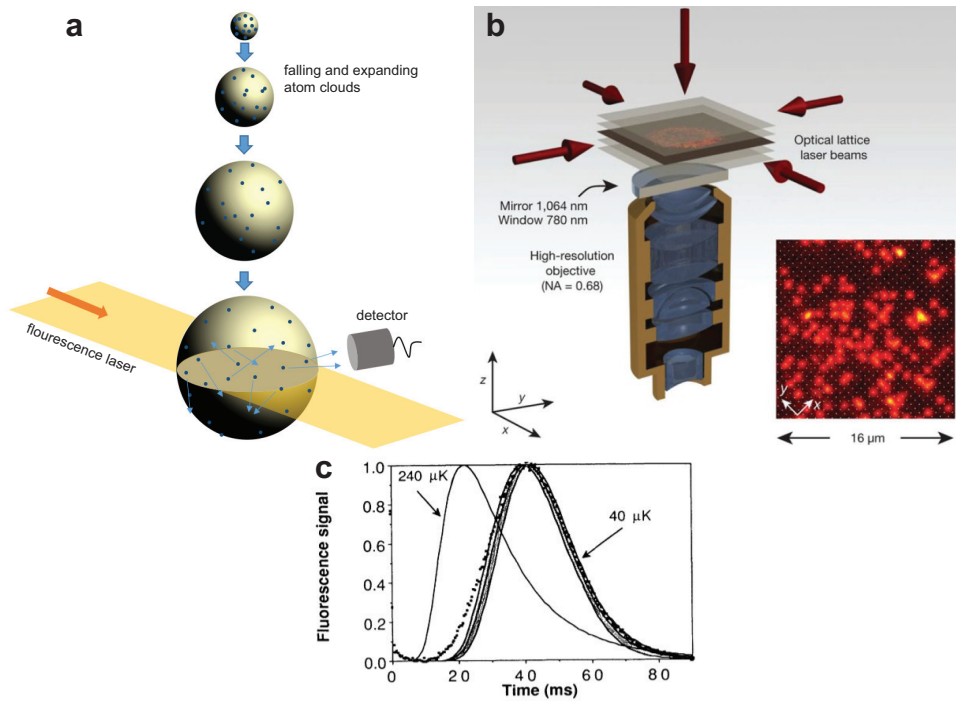 a
falling and expanding
atom clouds
flourescence laser
detector
b
Optical lattice
laser beams
Mirror 1,064 nm
Window 780 nm
High-resolution
objective
(NA = 0.68)
z
y
x
y
x
16 µm
c
Fluorescence signal
1.0
0.8
0.6
0.4
0.2
0.0
240 µK
40 µK
0
20
40
60
80
Time (ms)